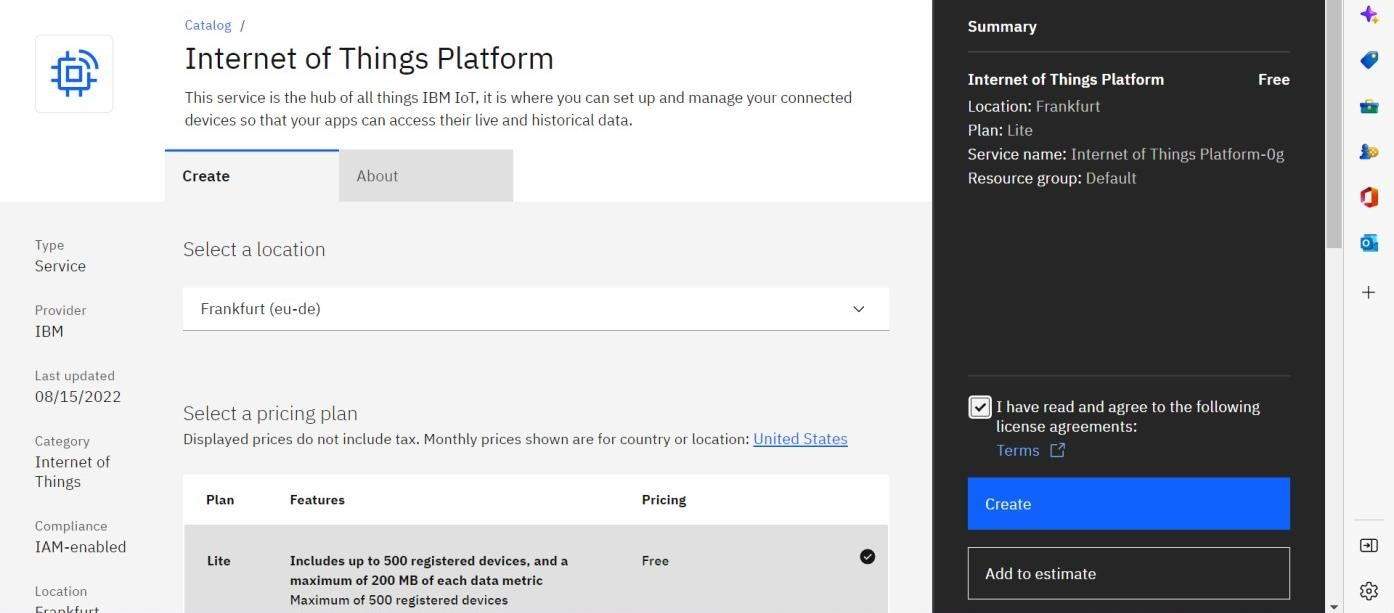 Catalog /
Internet of Things Platform
This service is the hub of all things IBM IoT, it is where you can set up and manage your connected
devices so that your apps can access their live and historical data.
Create
About
Type
Service
Provider
IBM
Last updated
08/15/2022
Category
Internet of
Things
Compliance
IAM-enabled
Location
Frankfurt
Select a location
Frankfurt (eu-de)
Select a pricing plan
Displayed prices do not include tax. Monthly prices shown are for country or location: United States
Plan Features Pricing
Lite Includes up to 500 registered devices, and a Free
maximum of 200 MB of each data metric
Maximum of 500 registered devices
Summary
Internet of Things Platform Free
Location: Frankfurt
Plan: Lite
Service name: Internet of Things Platform-0g
Resource group: Default
I have read and agree to the following
license agreements:
Terms
Create
Add to estimate